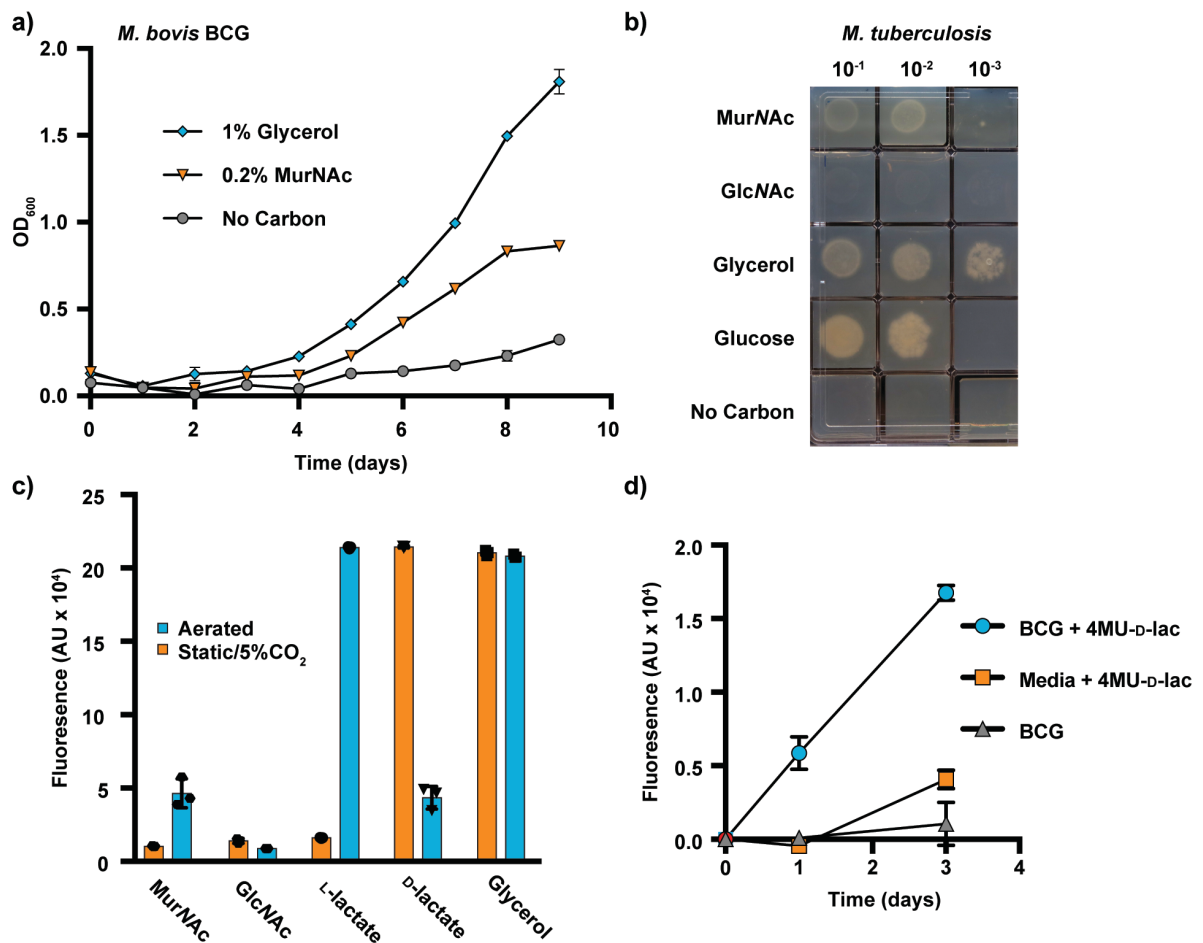 a)
M. bovis BCG
2.0
1.5
1.0
0.5
0.0
OD600
1% Glycerol
0.2% MurNAc
No Carbon
0 2 4 6 8 10
Time (days)
b)
M. tuberculosis
10-1 10-2 10-3
MurNAc
GlcNAc
Glycerol
Glucose
No Carbon
c)
25
20
15
10
5
0
Fluoresence (AU x 104)
Aerated
Static/5%CO2
MurNAc
GlcNAc
L-lactate
D-lactate
Glycerol
d)
2.0
1.5
1.0
0.5
0.0
Fluoresence (AU x 104)
BCG + 4MU-D-lac
Media + 4MU-D-lac
BCG
0 1 2 3 4
Time (days)